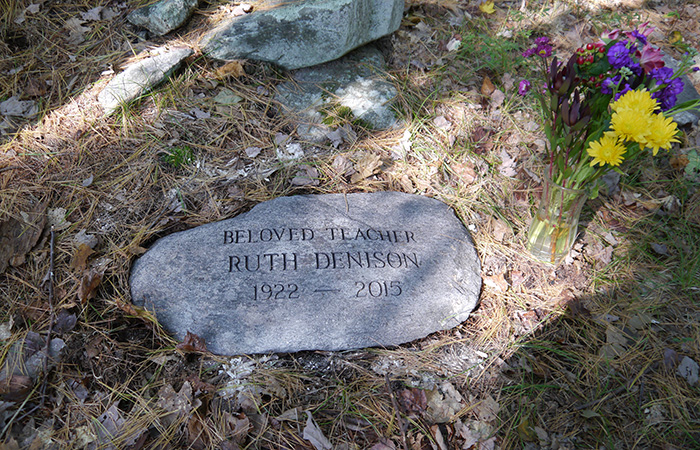 BELOVED TEACHER
RUTH DENISON
1922 — 2015